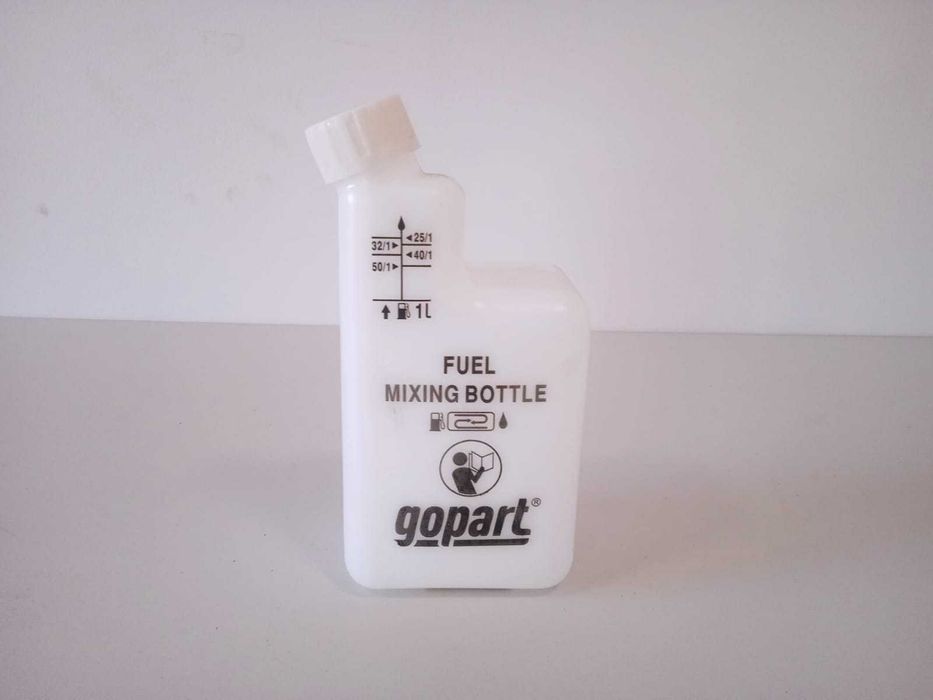 25/1
32/1
40/1
50/1
1L
FUEL
MIXING BOTTLE
gopart®